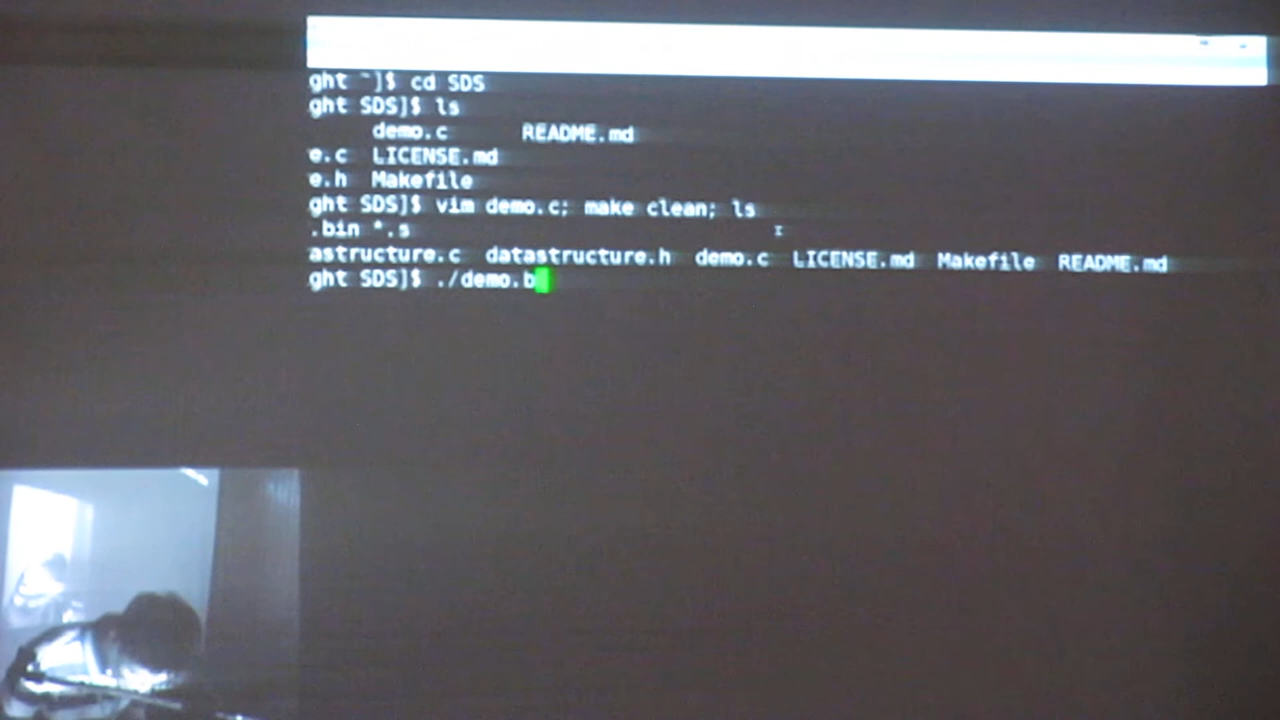 ght ~]$ cd SDS
ght SDS]$ ls
demo.c README.md
e.c LICENSE.md
e.h Makefile
ght SDS]$ vim demo.c; make clean; ls
.bin *.s
astructure.c datastructure.h demo.c LICENSE.md Makefile README.md
ght SDS]$ ./demo.b